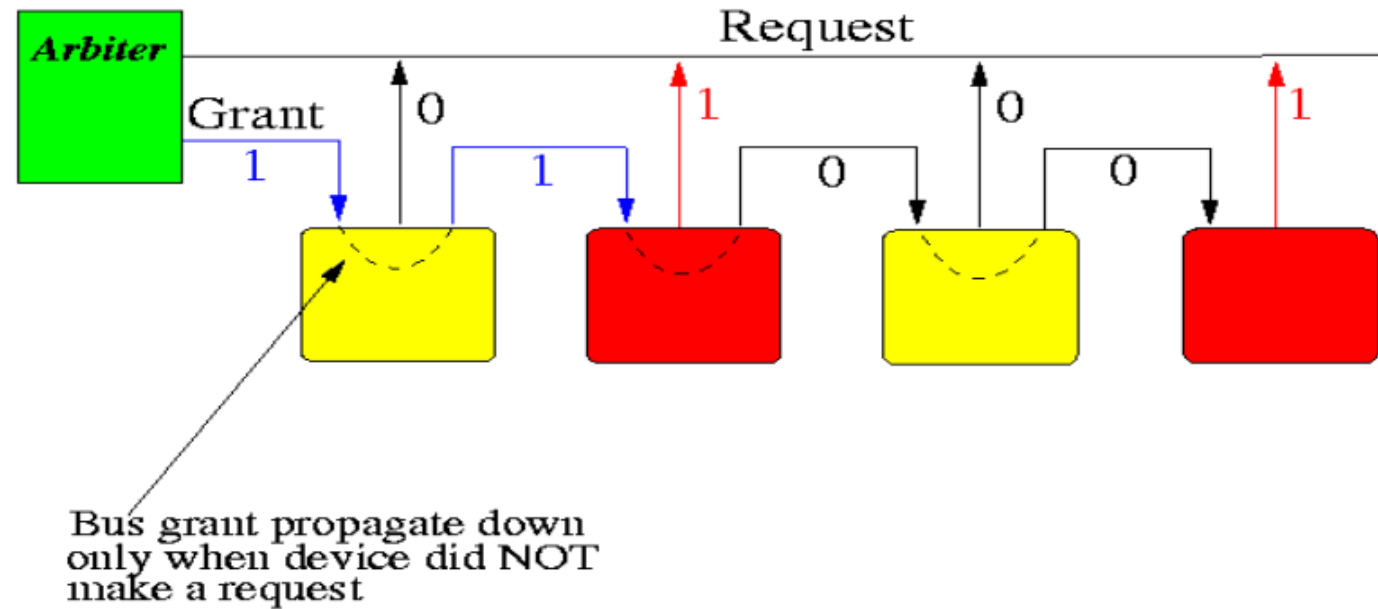 Request
Arbiter
Grant
0
1
0
1
1
1
0
0
Bus grant propagate down
only when device did NOT
make a request